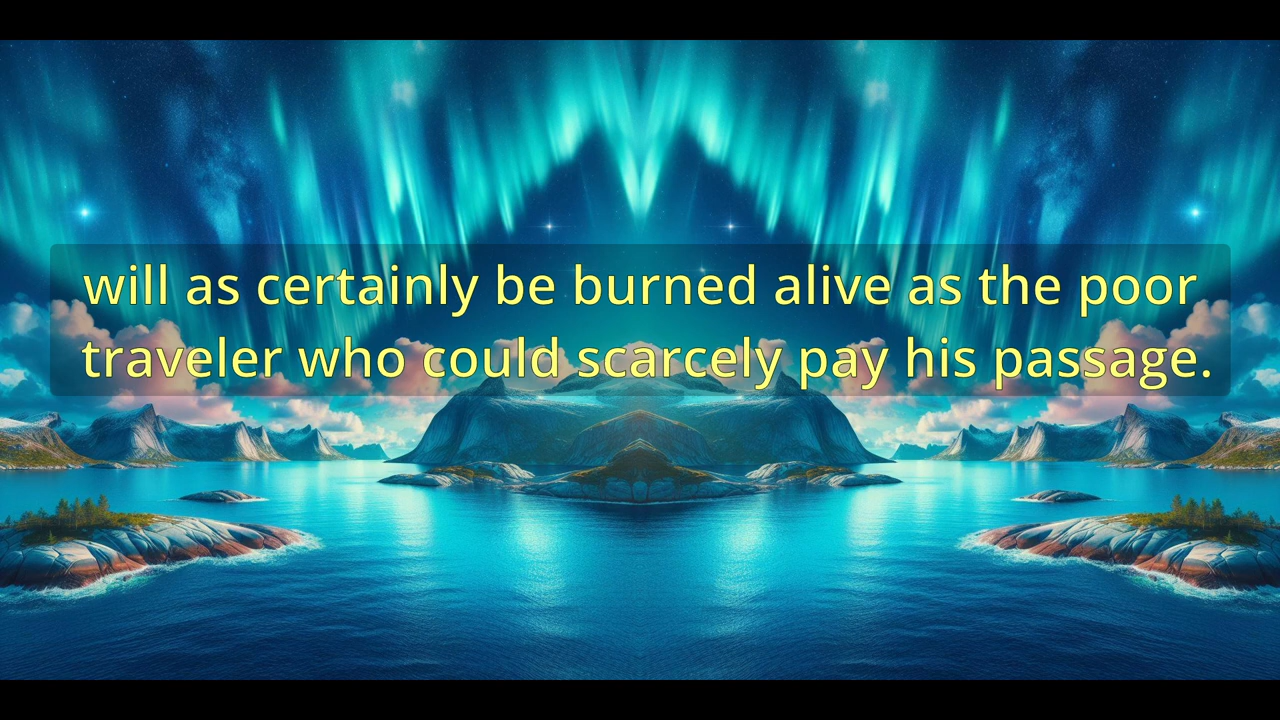 will as certainly be burned alive as the poor
traveler who could scarcely pay his passage.